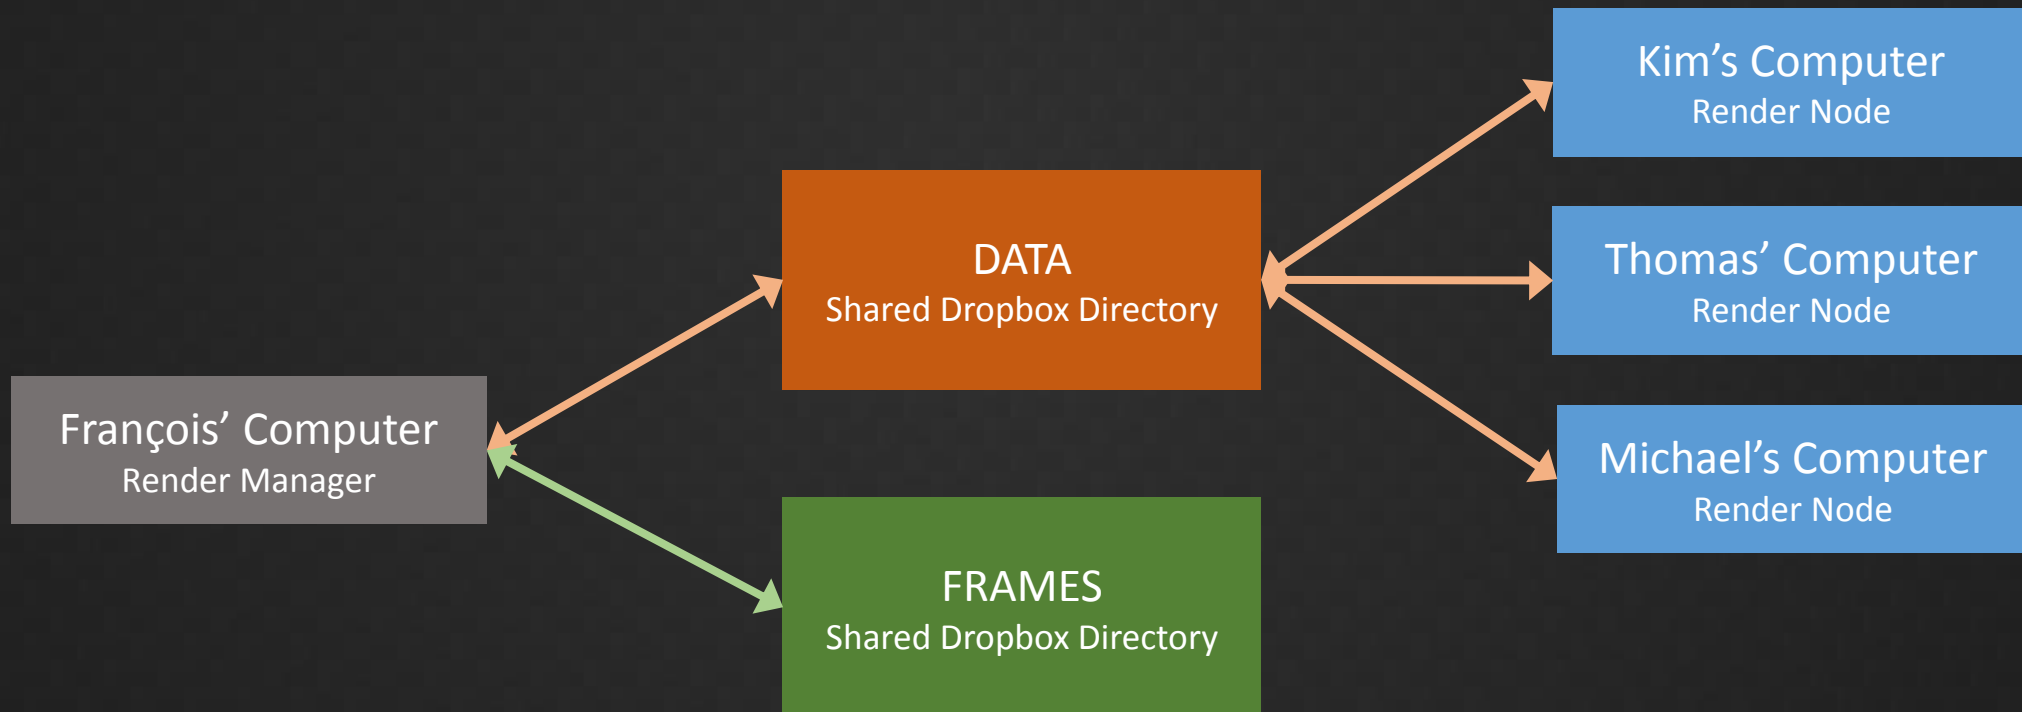 François’ Computer
Render Manager
DATA
Shared Dropbox Directory
FRAMES
Shared Dropbox Directory
Kim’s Computer
Render Node
Thomas’ Computer
Render Node
Michael’s Computer
Render Node